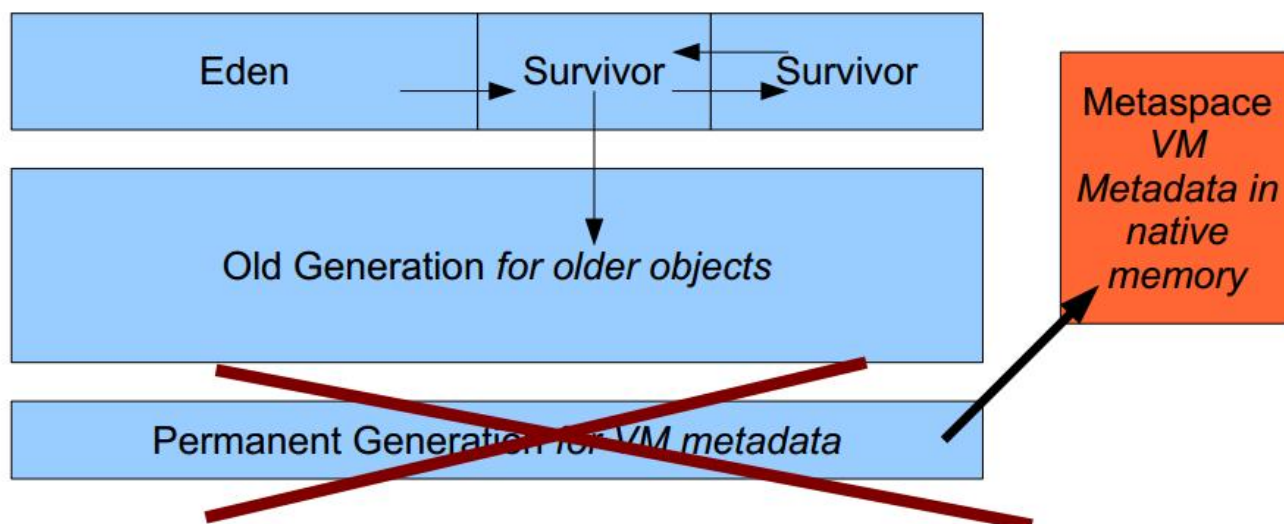 Eden
Survivor
Survivor
Metaspace
VM
Metadata in
native
memory
Old Generation for older objects
Permanent Generation for VM metadata